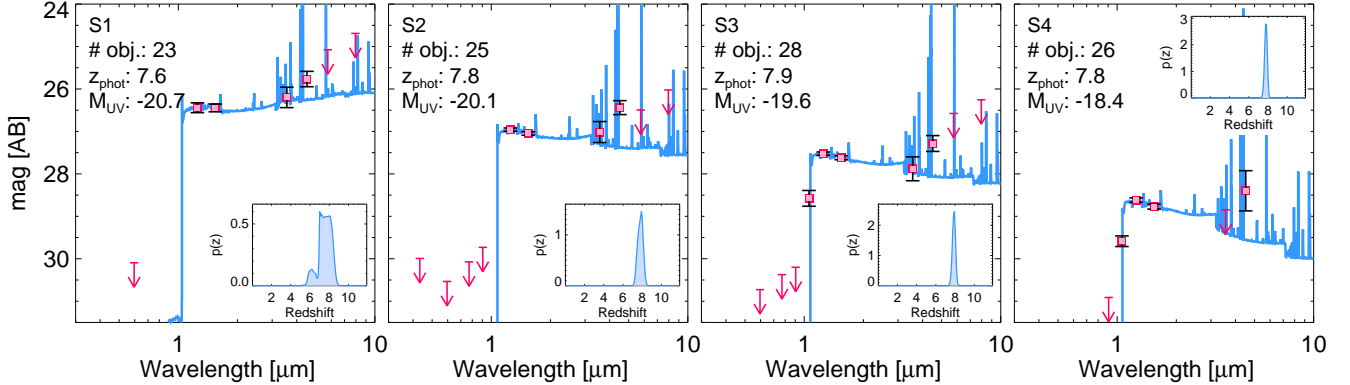 24
26
28
30
mag [AB]
S1
# obj.: 23
z_phot: 7.6
M_UV: -20.7
0.5
0.0
p(z)
2 4 6 8 10
Redshift
1 10
Wavelength [μm]
S2
# obj.: 25
z_phot: 7.8
M_UV: -20.1
1
0
p(z)
2 4 6 8 10
Redshift
1 10
Wavelength [μm]
S3
# obj.: 28
z_phot: 7.9
M_UV: -19.6
2
1
0
p(z)
2 4 6 8 10
Redshift
1 10
Wavelength [μm]
S4
# obj.: 26
z_phot: 7.8
M_UV: -18.4
3
2
1
0
p(z)
2 4 6 8 10
Redshift
1 10
Wavelength [μm]